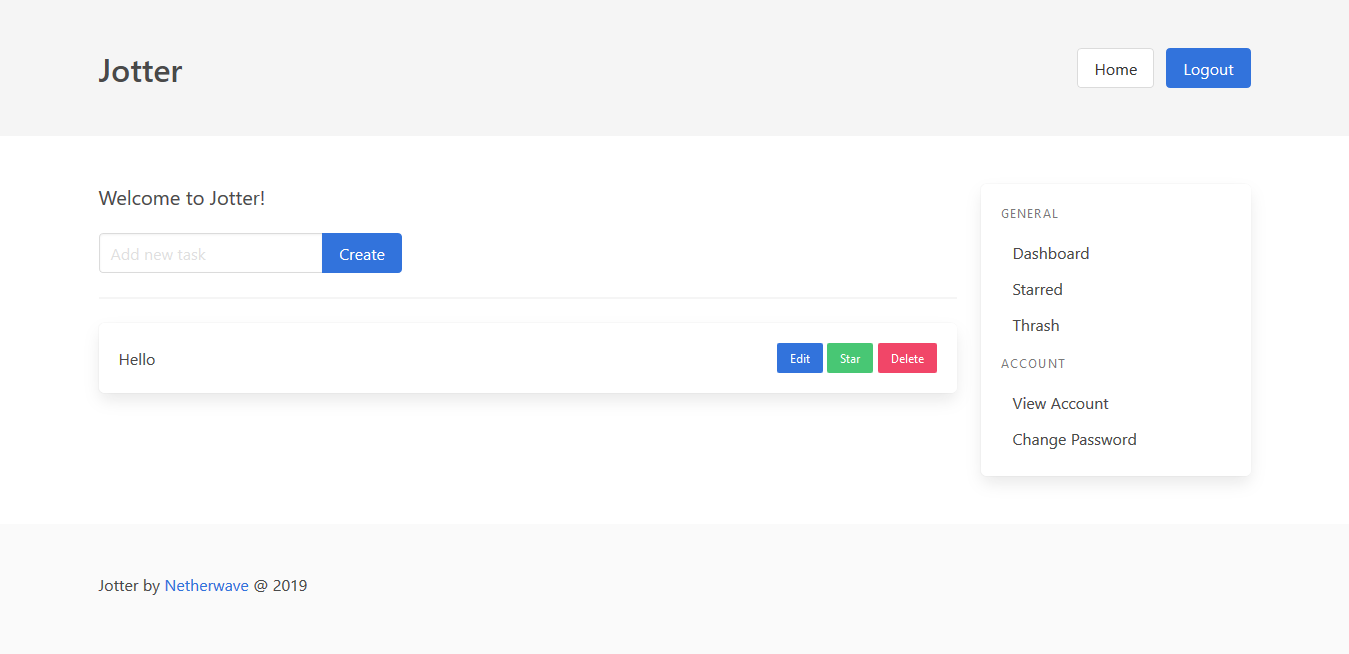 Jotter
Home
Logout
Welcome to Jotter!
Add new task
Create
Hello
Edit
Star
Delete
GENERAL
Dashboard
Starred
Thrash
ACCOUNT
View Account
Change Password
Jotter by Netherwave @ 2019